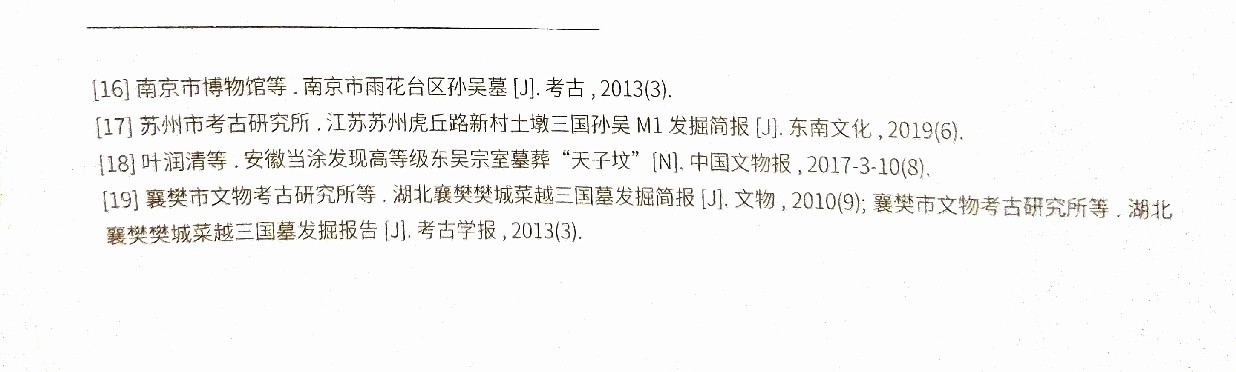 [16] 南京市博物馆等 . 南京市雨花台区孙吴墓 [J]. 考古 , 2013(3).
[17] 苏州市考古研究所 . 江苏苏州虎丘路新村土墩三国孙吴 M1 发掘简报 [J]. 东南文化 , 2019(6).
[18] 叶润清等 . 安徽当涂发现高等级东吴宗室墓葬“天子坟” [N]. 中国文物报 , 2017-3-10(8).
[19] 襄樊市文物考古研究所等 . 湖北襄樊樊城菜越三国墓发掘简报 [J]. 文物 , 2010(9); 襄樊市文物考古研究所等 . 湖北
襄樊樊城菜越三国墓发掘报告 [J]. 考古学报 , 2013(3).